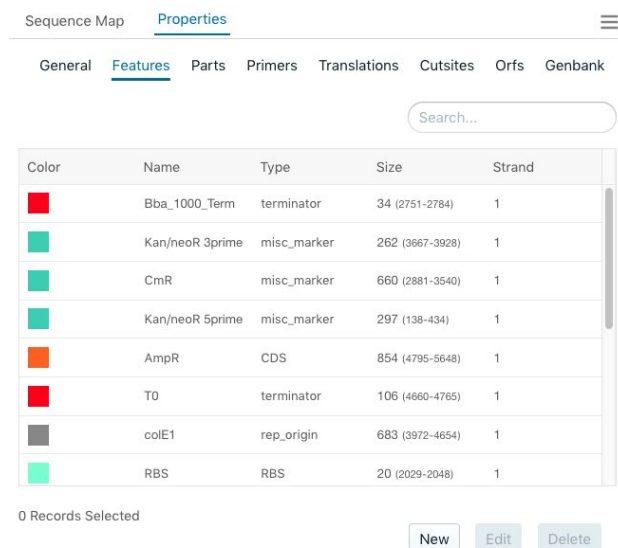 Sequence Map Properties
General Features Parts Primers Translations Cutsites Orfs Genbank
Search...
Color Name Type Size Strand
Bba_1000_Term terminator 34 (2751-2784) 1
Kan/neoR 3prime misc_marker 262 (3667-3928) 1
CmR misc_marker 660 (2881-3540) 1
Kan/neoR 5prime misc_marker 297 (138-434) 1
AmpR CDS 854 (4795-5648) 1
T0 terminator 106 (4660-4765) 1
colE1 rep_origin 683 (3972-4654) 1
RBS RBS 20 (2029-2048) 1
0 Records Selected
New Edit Delete